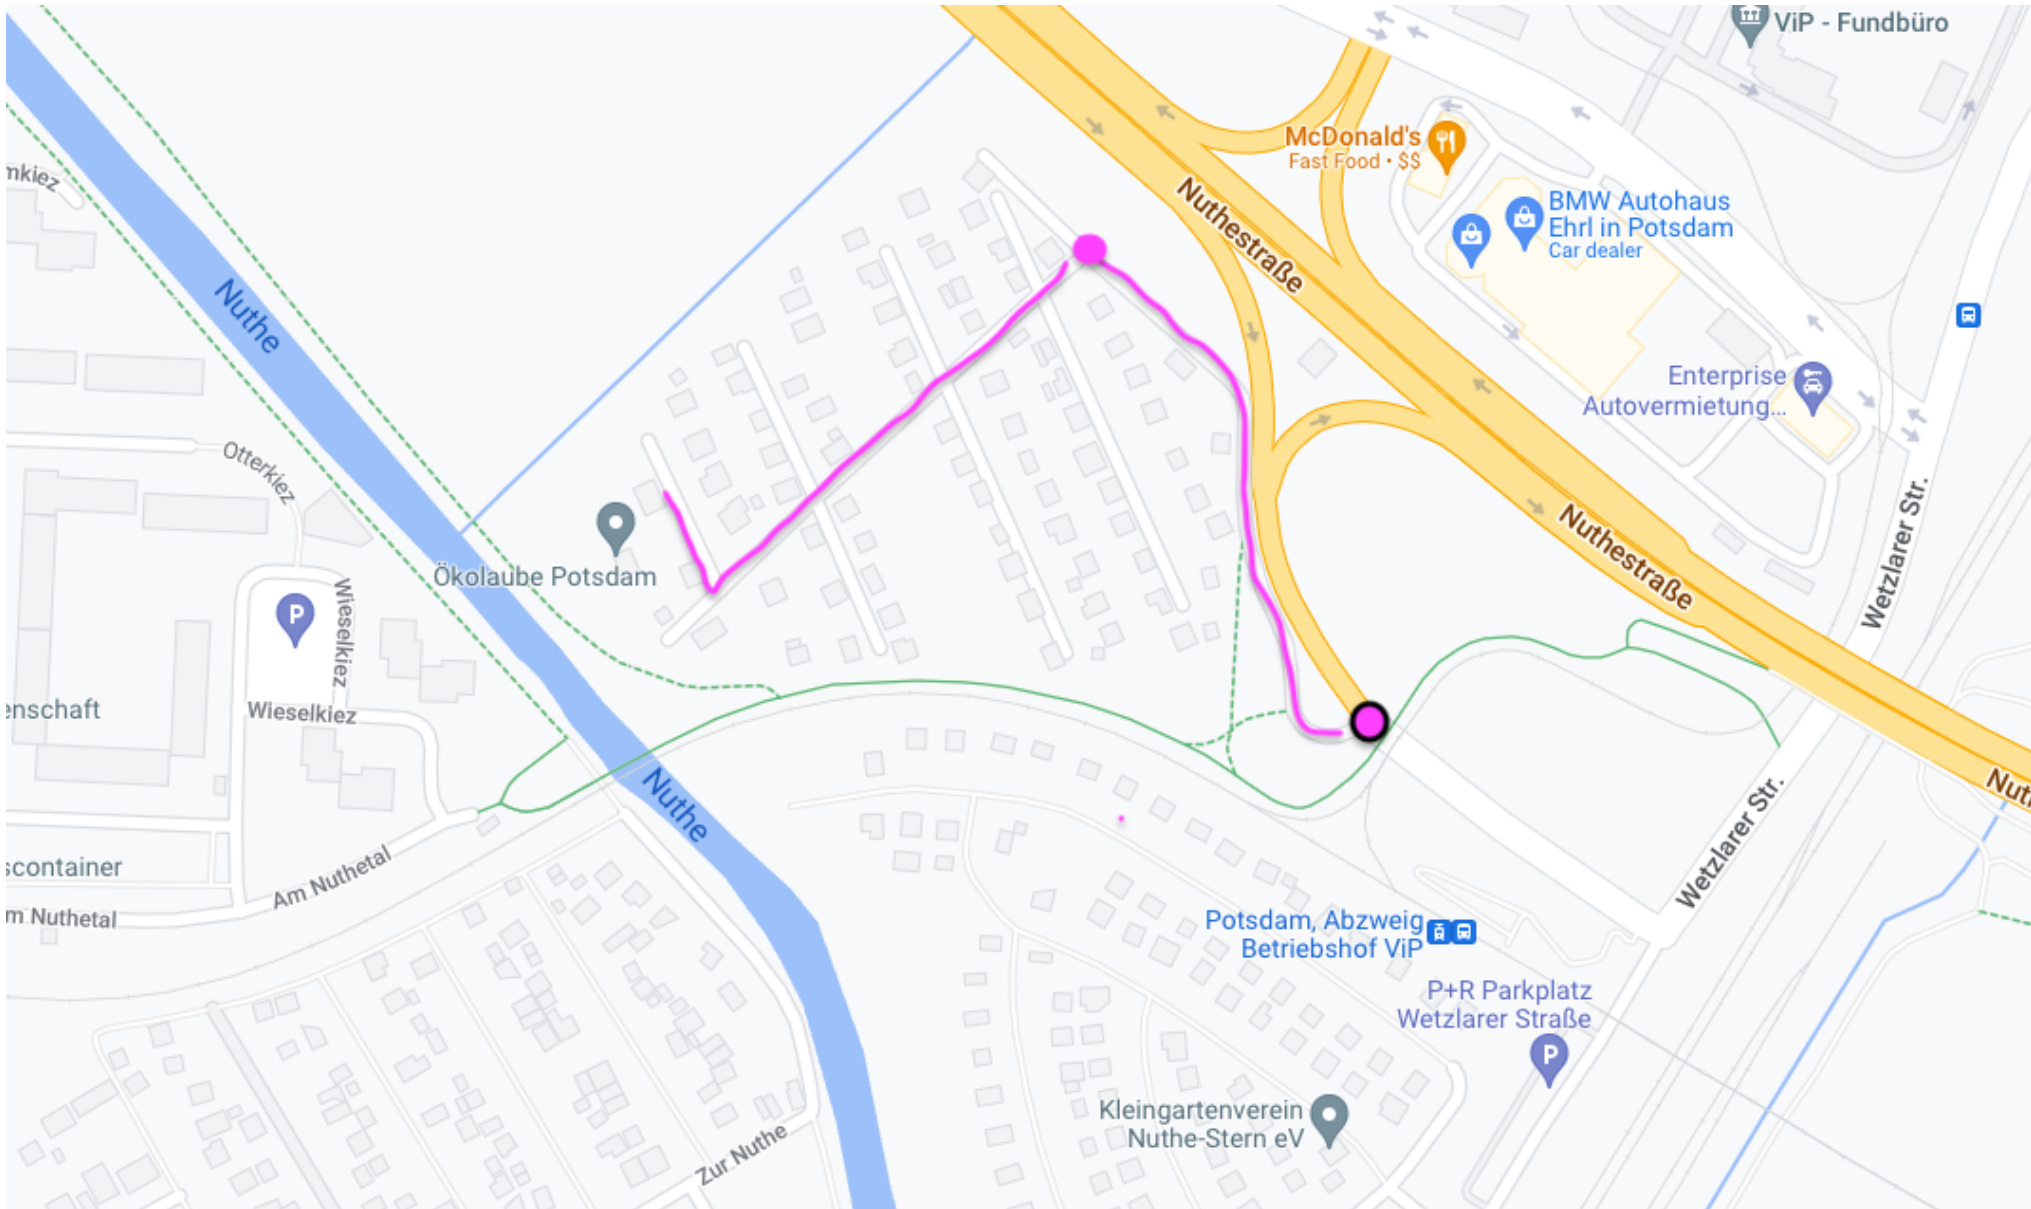 ViP - Fundbüro
McDonald's
Fast Food • $$
BMW Autohaus
Ehrl in Potsdam
Car dealer
Nuthestraße
Nuthe
Enterprise
Autovermietung...
Otterkiez
Wetzlarer Str.
Nuthestraße
Ökolaube Potsdam
P
Wieselkiez
enschaft
Wieselkiez
Nuthe
Wetzlarer Str.
scontainer
Am Nuthetal
m Nuthetal
Potsdam, Abzweig
Betriebshof ViP
P+R Parkplatz
Wetzlarer Straße
P
Kleingartenverein
Nuthe-Stern eV
Zur Nuthe